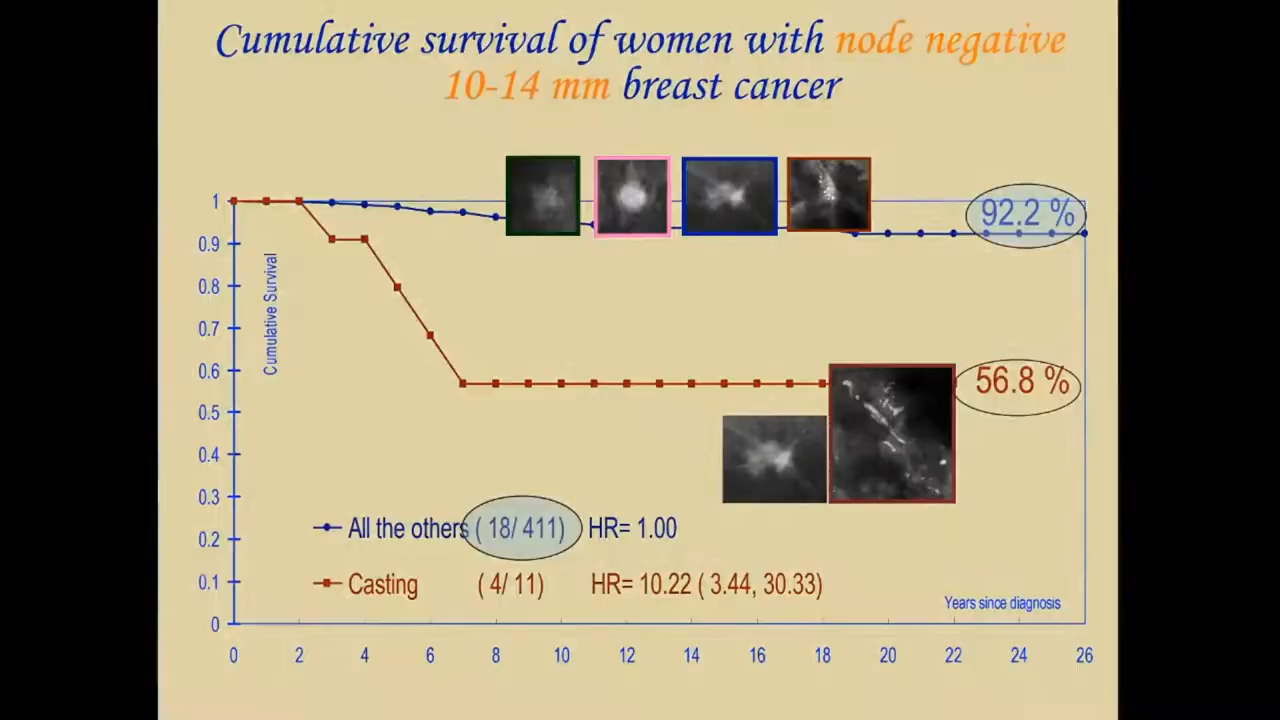 Cumulative survival of women with node negative
10-14 mm breast cancer
1
0.9
0.8
0.7
0.6
0.5
0.4
0.3
0.2
0.1
0
Cumulative Survival
92.2 %
56.8 %
All the others ( 18/ 411) HR= 1.00
Casting ( 4/ 11) HR= 10.22 ( 3.44, 30.33)
Years since diagnosis
0 2 4 6 8 10 12 14 16 18 20 22 24 26